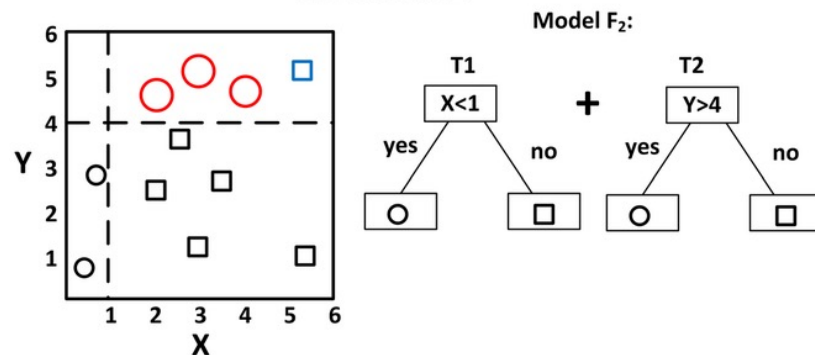 Model F₂:
6
5
4
3
2
1
Y
1 2 3 4 5 6
X
T1
X<1
yes
no
+
T2
Y>4
yes
no